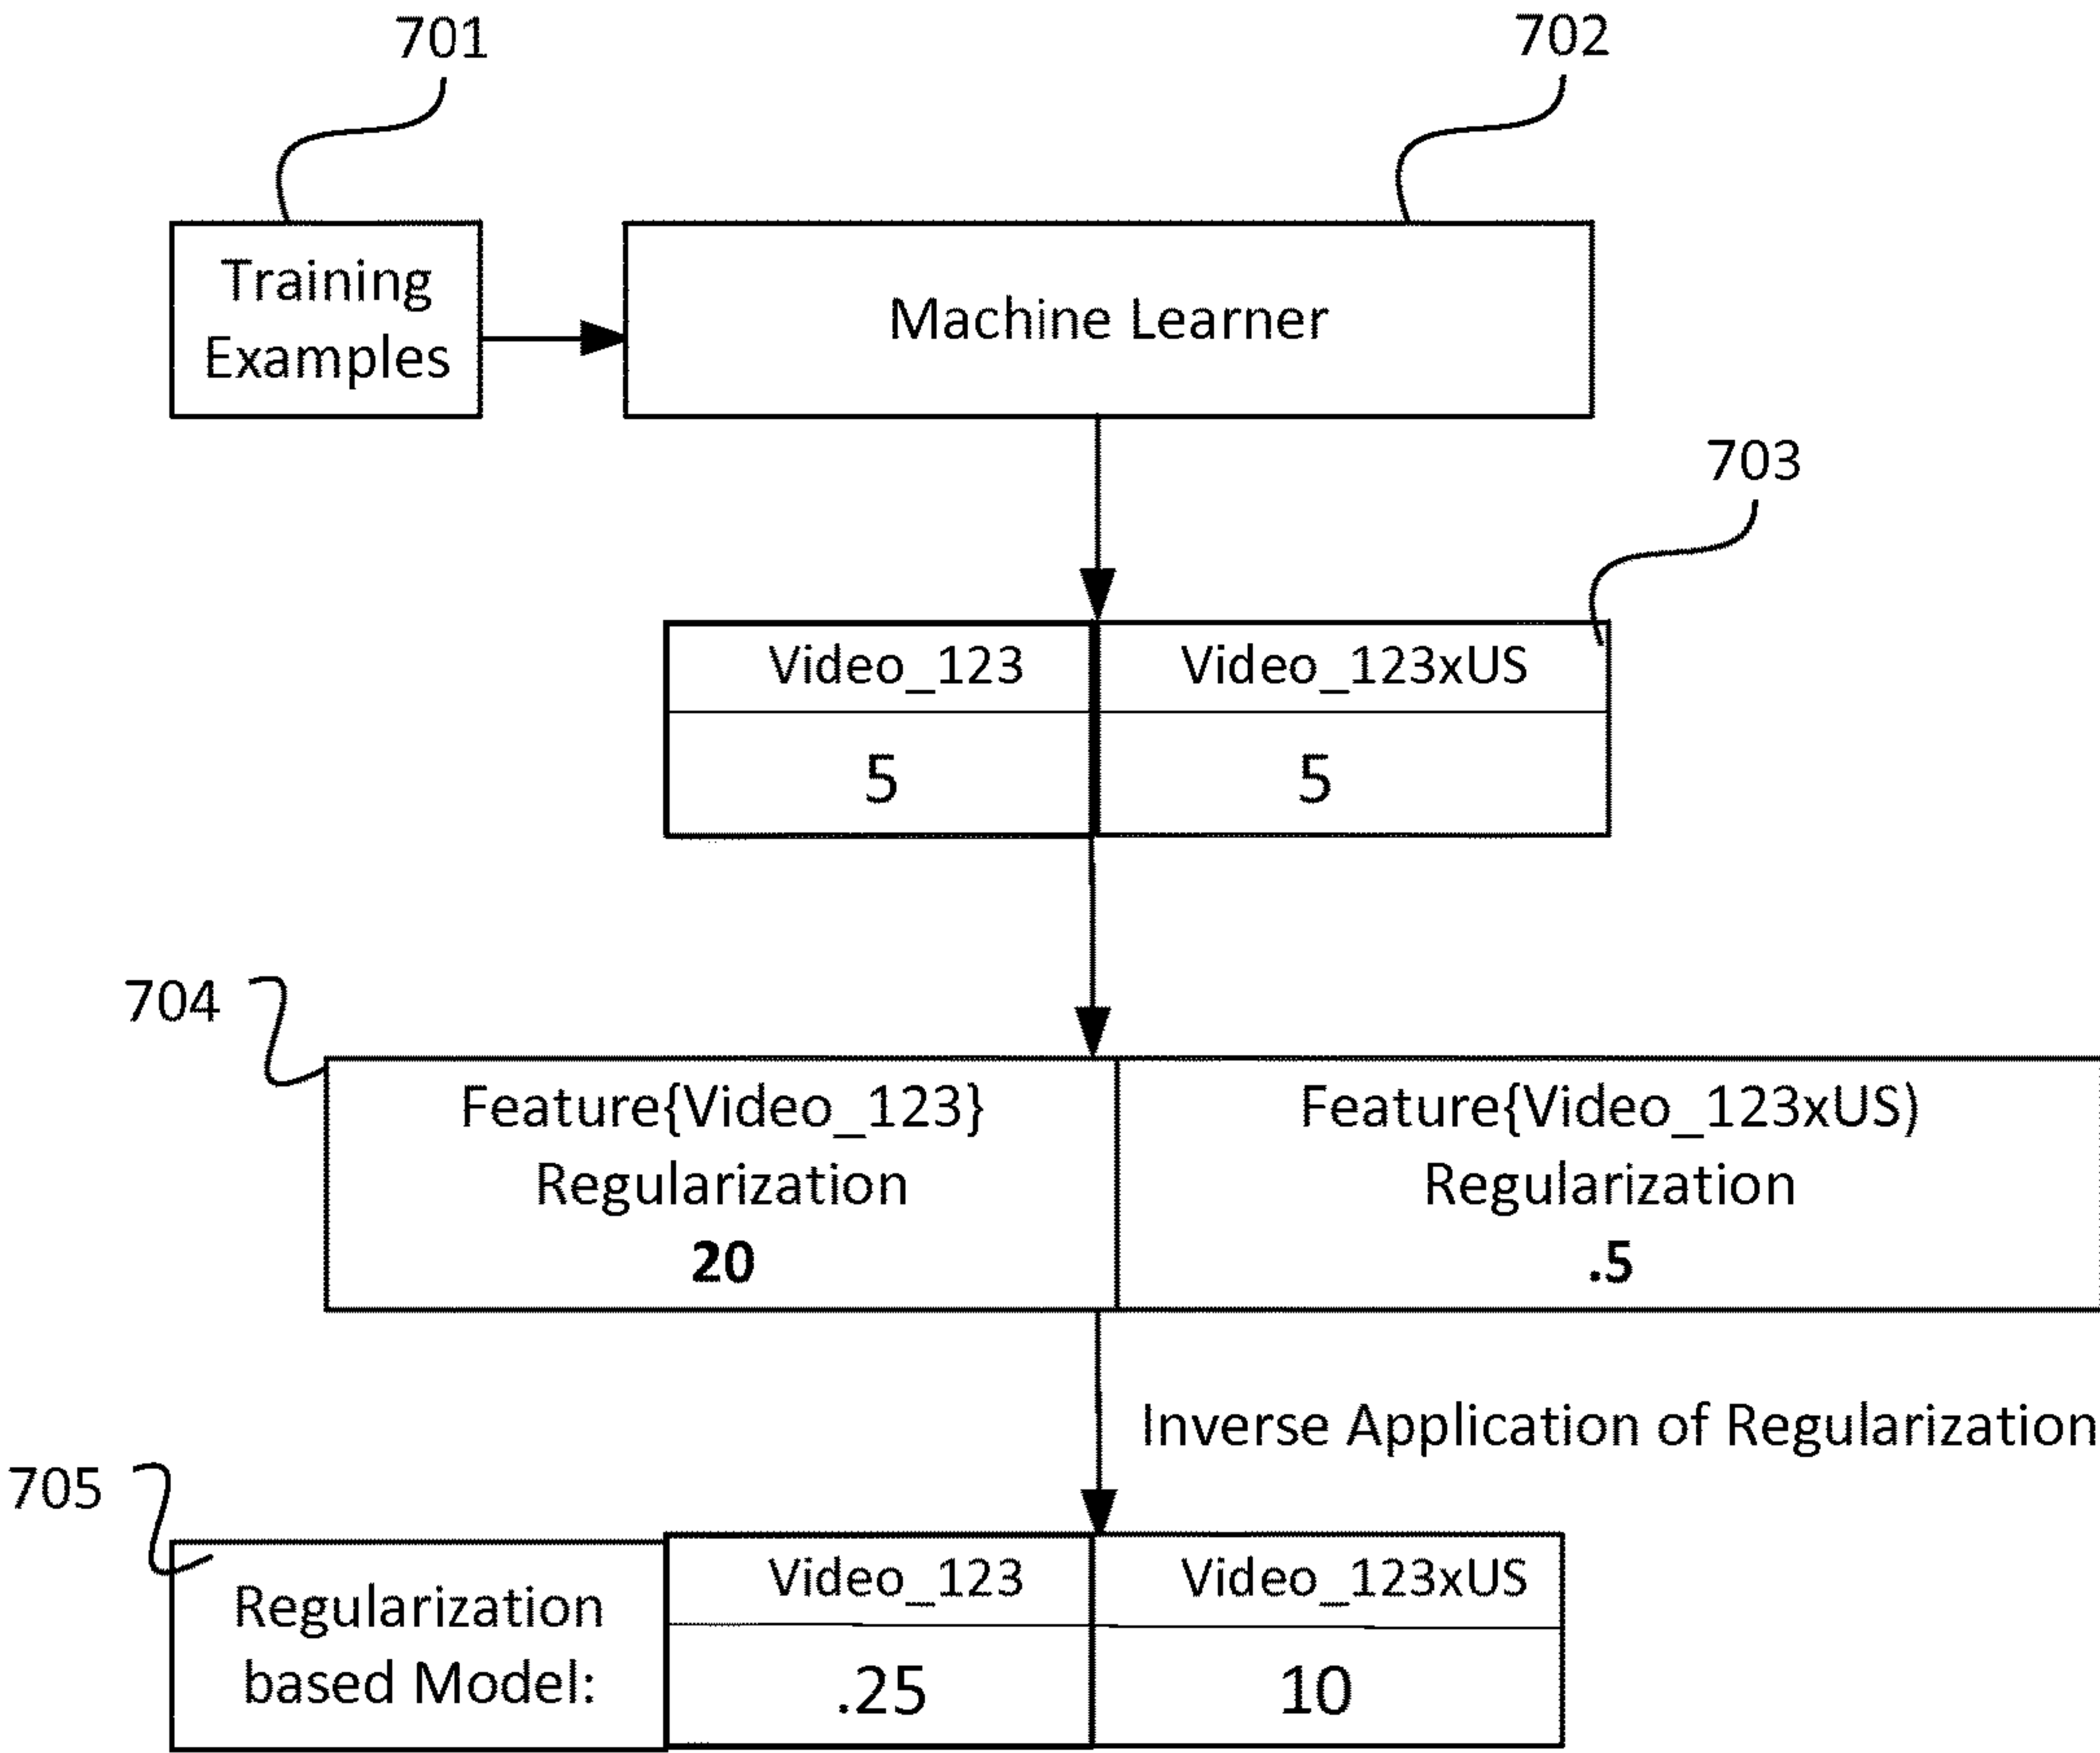 701
702
Training
Examples
Machine Learner
703
Video_123
Video_123xUS
5
5
704
Feature{Video_123}
Regularization
20
Feature{Video_123xUS)
Regularization
.5
Inverse Application of Regularization
705
Regularization
based Model:
Video_123
Video_123xUS
.25
10